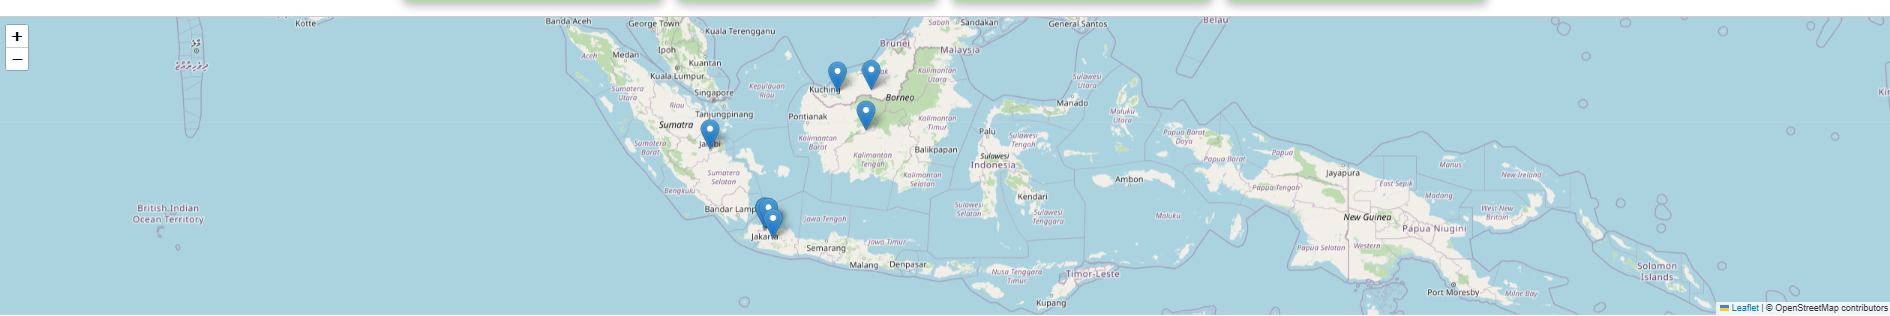 Kotte
Banda Aceh
George Town
Kuala Terengganu
Sabah
Sandakan
General Santos
Belau
+
−
Aceh
Medan
Ipoh
Kuantan
Kuala Lumpur
Brunei
Malaysia
Kalimantan
Utara
Sulawesi
Utara
Sumatera
Utara
Riau
Singapore
Kepulauan
Riau
Kuching
Borneo
Manado
Maluku
Utara
Tanjungpinang
Pontianak
Kalimantan
Timur
Sumatra
Sumatera
Barat
Kalimantan
Barat
Palu
Sulawesi
Tengah
Papua Barat
Daya
Balikpapan
Kalimantan
Tengah
Sulawesi
Indonesia
Papua Barat
Papua
Manus
Sumatera
Selatan
Bengkulu
Kalimantan
Selatan
Ambon
Jayapura
Papua Tengah
East Sepik
Madang
New Ireland
Kendari
British Indian
Ocean Territory
Bandar Lamp
Jawa Tengah
Sulawesi
Selatan
Sulawesi
Tenggara
Maluku
New Guinea
West New
Britain
Papua Niugini
Jakarta
Semarang
Jawa Timur
Malang
Denpasar
Papua Selatan
Western
Nusa Tenggara
Timur
Timor-Leste
Kupang
Solomon
Islands
Port Moresby
Milne Bay
Leaflet | © OpenStreetMap contributors